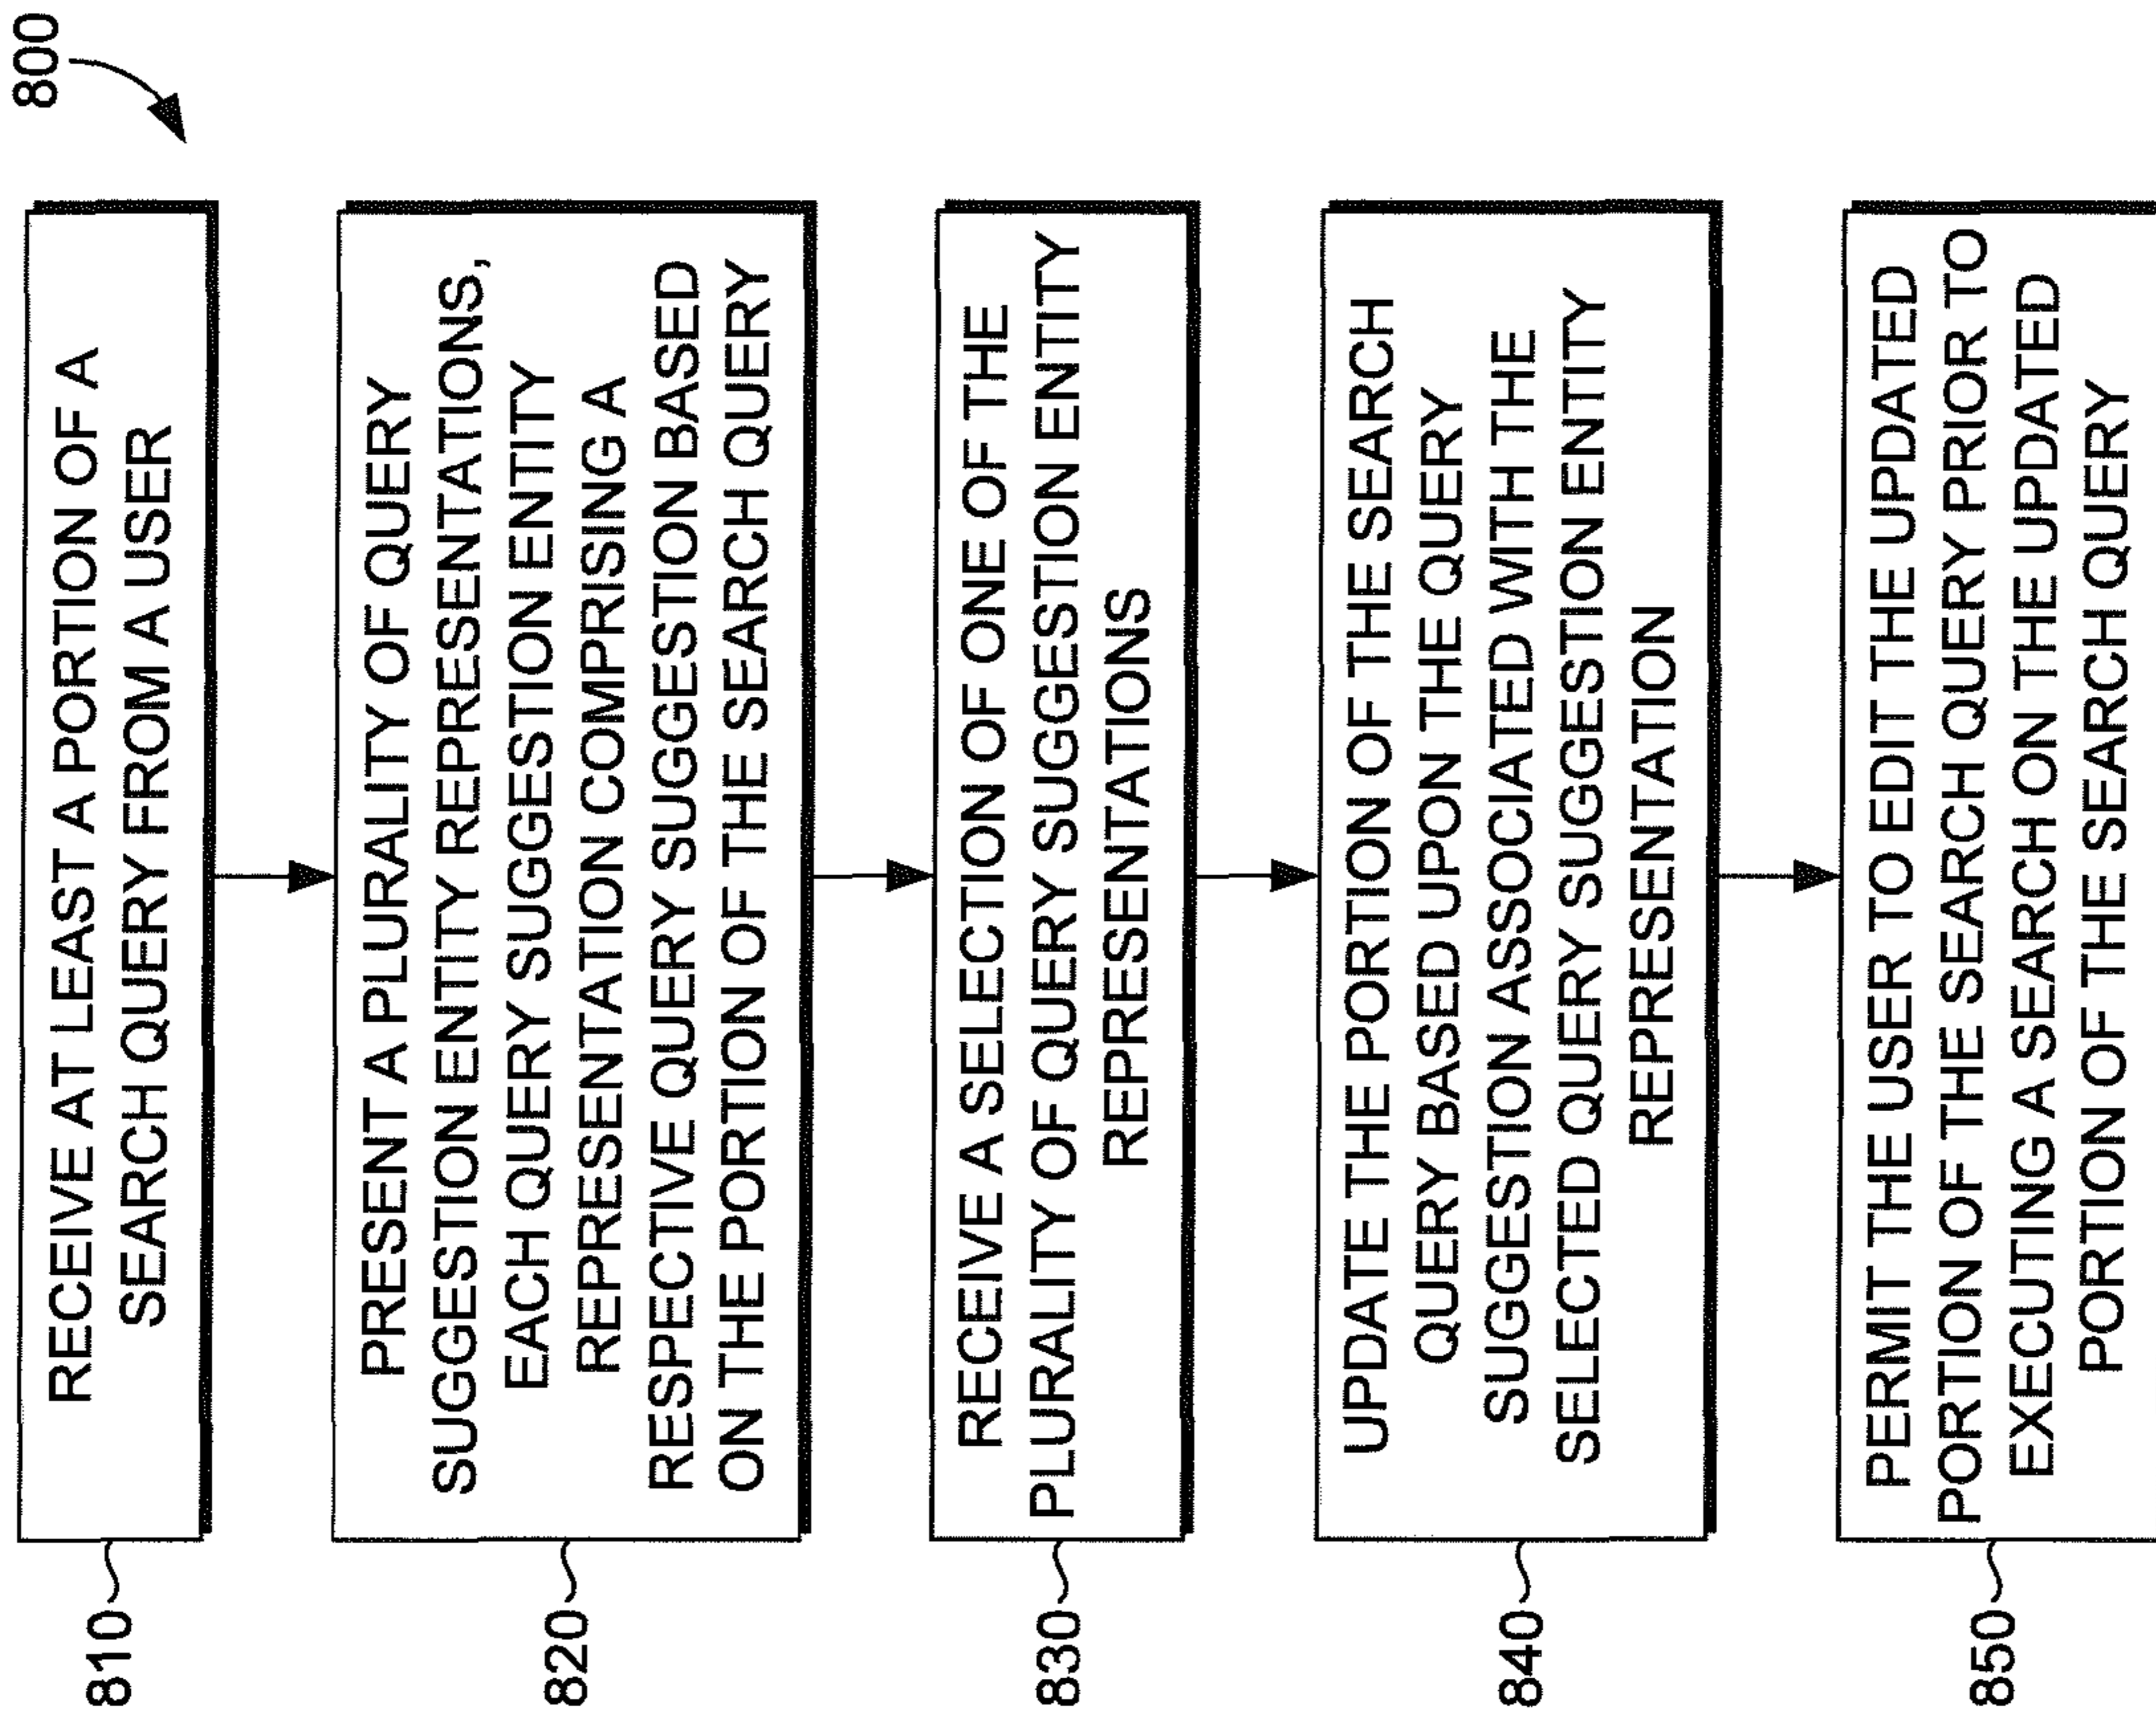 800
810
RECEIVE AT LEAST A PORTION OF A
SEARCH QUERY FROM A USER
820
PRESENT A PLURALITY OF QUERY
SUGGESTION ENTITY REPRESENTATIONS,
EACH QUERY SUGGESTION ENTITY
REPRESENTATION COMPRISING A
RESPECTIVE QUERY SUGGESTION BASED
ON THE PORTION OF THE SEARCH QUERY
830
RECEIVE A SELECTION OF ONE OF THE
PLURALITY OF QUERY SUGGESTION ENTITY
REPRESENTATIONS
840
UPDATE THE PORTION OF THE SEARCH
QUERY BASED UPON THE QUERY
SUGGESTION ASSOCIATED WITH THE
SELECTED QUERY SUGGESTION ENTITY
REPRESENTATION
850
PERMIT THE USER TO EDIT THE UPDATED
PORTION OF THE SEARCH QUERY PRIOR TO
EXECUTING A SEARCH ON THE UPDATED
PORTION OF THE SEARCH QUERY